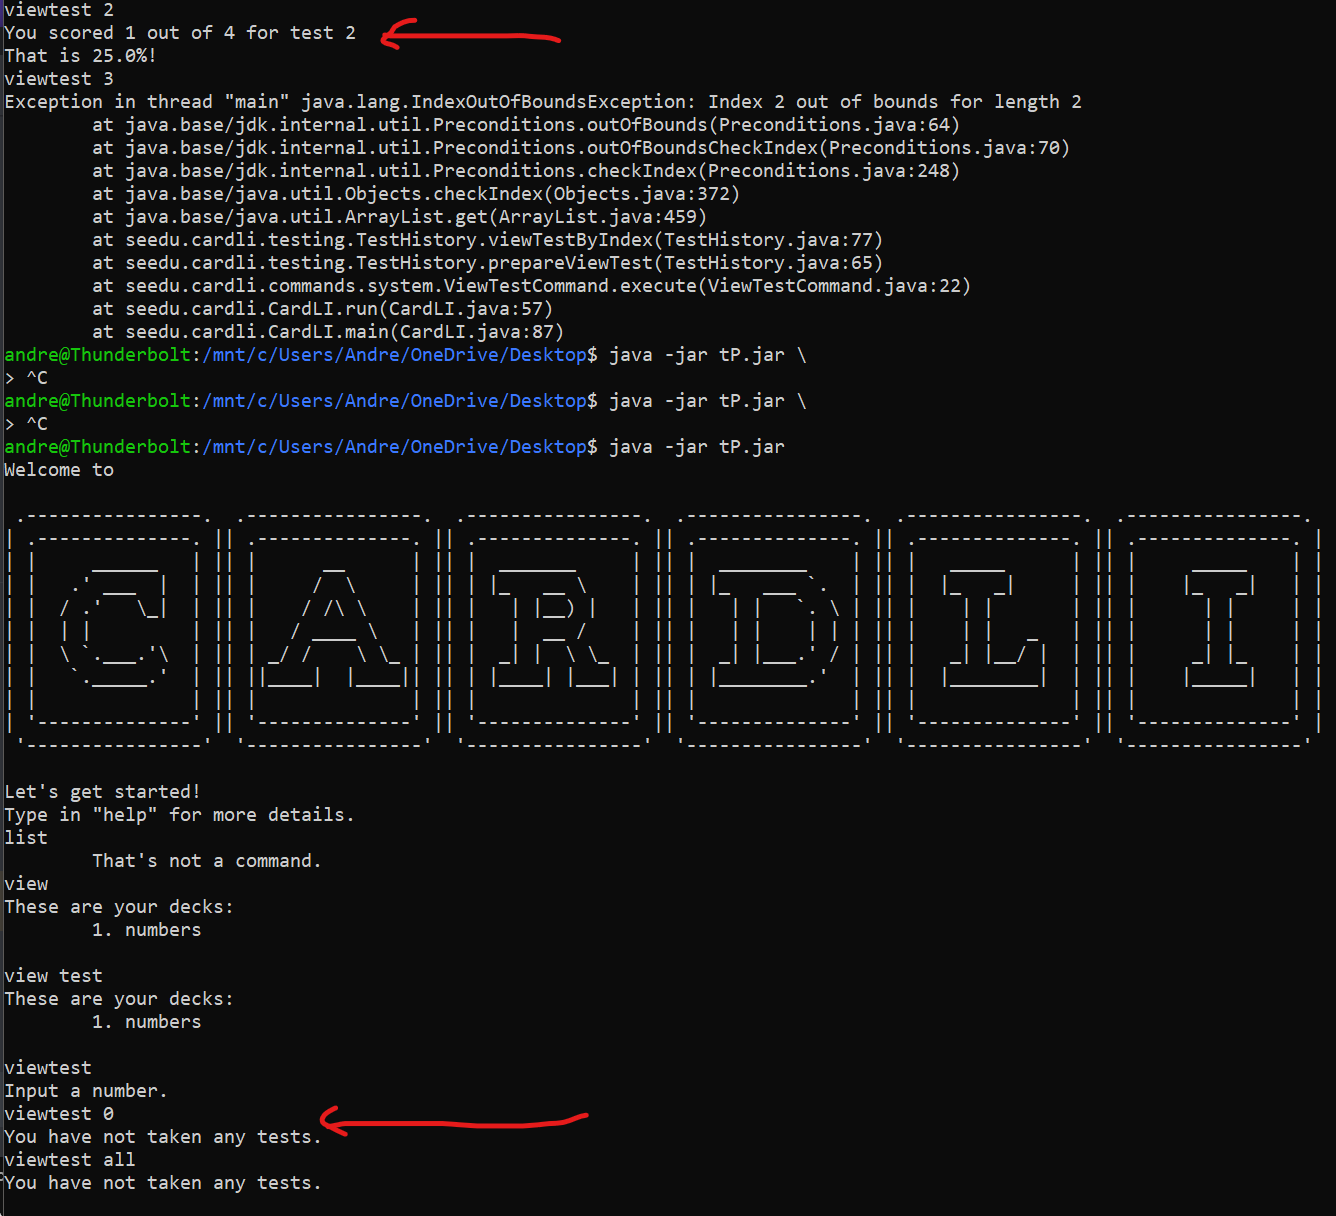 viewtest 2
You scored 1 out of 4 for test 2
That is 25.0%!
viewtest 3
Exception in thread "main" java.lang.IndexOutOfBoundsException: Index 2 out of bounds for length 2
at java.base/jdk.internal.util.Preconditions.outOfBounds(Preconditions.java:64)
at java.base/jdk.internal.util.Preconditions.outOfBoundsCheckIndex(Preconditions.java:70)
at java.base/jdk.internal.util.Preconditions.checkIndex(Preconditions.java:248)
at java.base/java.util.Objects.checkIndex(Objects.java:372)
at java.base/java.util.ArrayList.get(ArrayList.java:459)
at seedu.cardli.testing.TestHistory.viewTestByIndex(TestHistory.java:77)
at seedu.cardli.testing.TestHistory.prepareViewTest(TestHistory.java:65)
at seedu.cardli.commands.system.ViewTestCommand.execute(ViewTestCommand.java:22)
at seedu.cardli.CardLI.run(CardLI.java:57)
at seedu.cardli.CardLI.main(CardLI.java:87)
andre@Thunderbolt:/mnt/c/Users/Andre/OneDrive/Desktop$ java -jar tP.jar \
> ^C
andre@Thunderbolt:/mnt/c/Users/Andre/OneDrive/Desktop$ java -jar tP.jar \
> ^C
andre@Thunderbolt:/mnt/c/Users/Andre/OneDrive/Desktop$ java -jar tP.jar
Welcome to
CARDLI
Let's get started!
Type in "help" for more details.
list
That's not a command.
view
These are your decks:
1. numbers
view test
These are your decks:
1. numbers
viewtest
Input a number.
viewtest 0
You have not taken any tests.
viewtest all
You have not taken any tests.